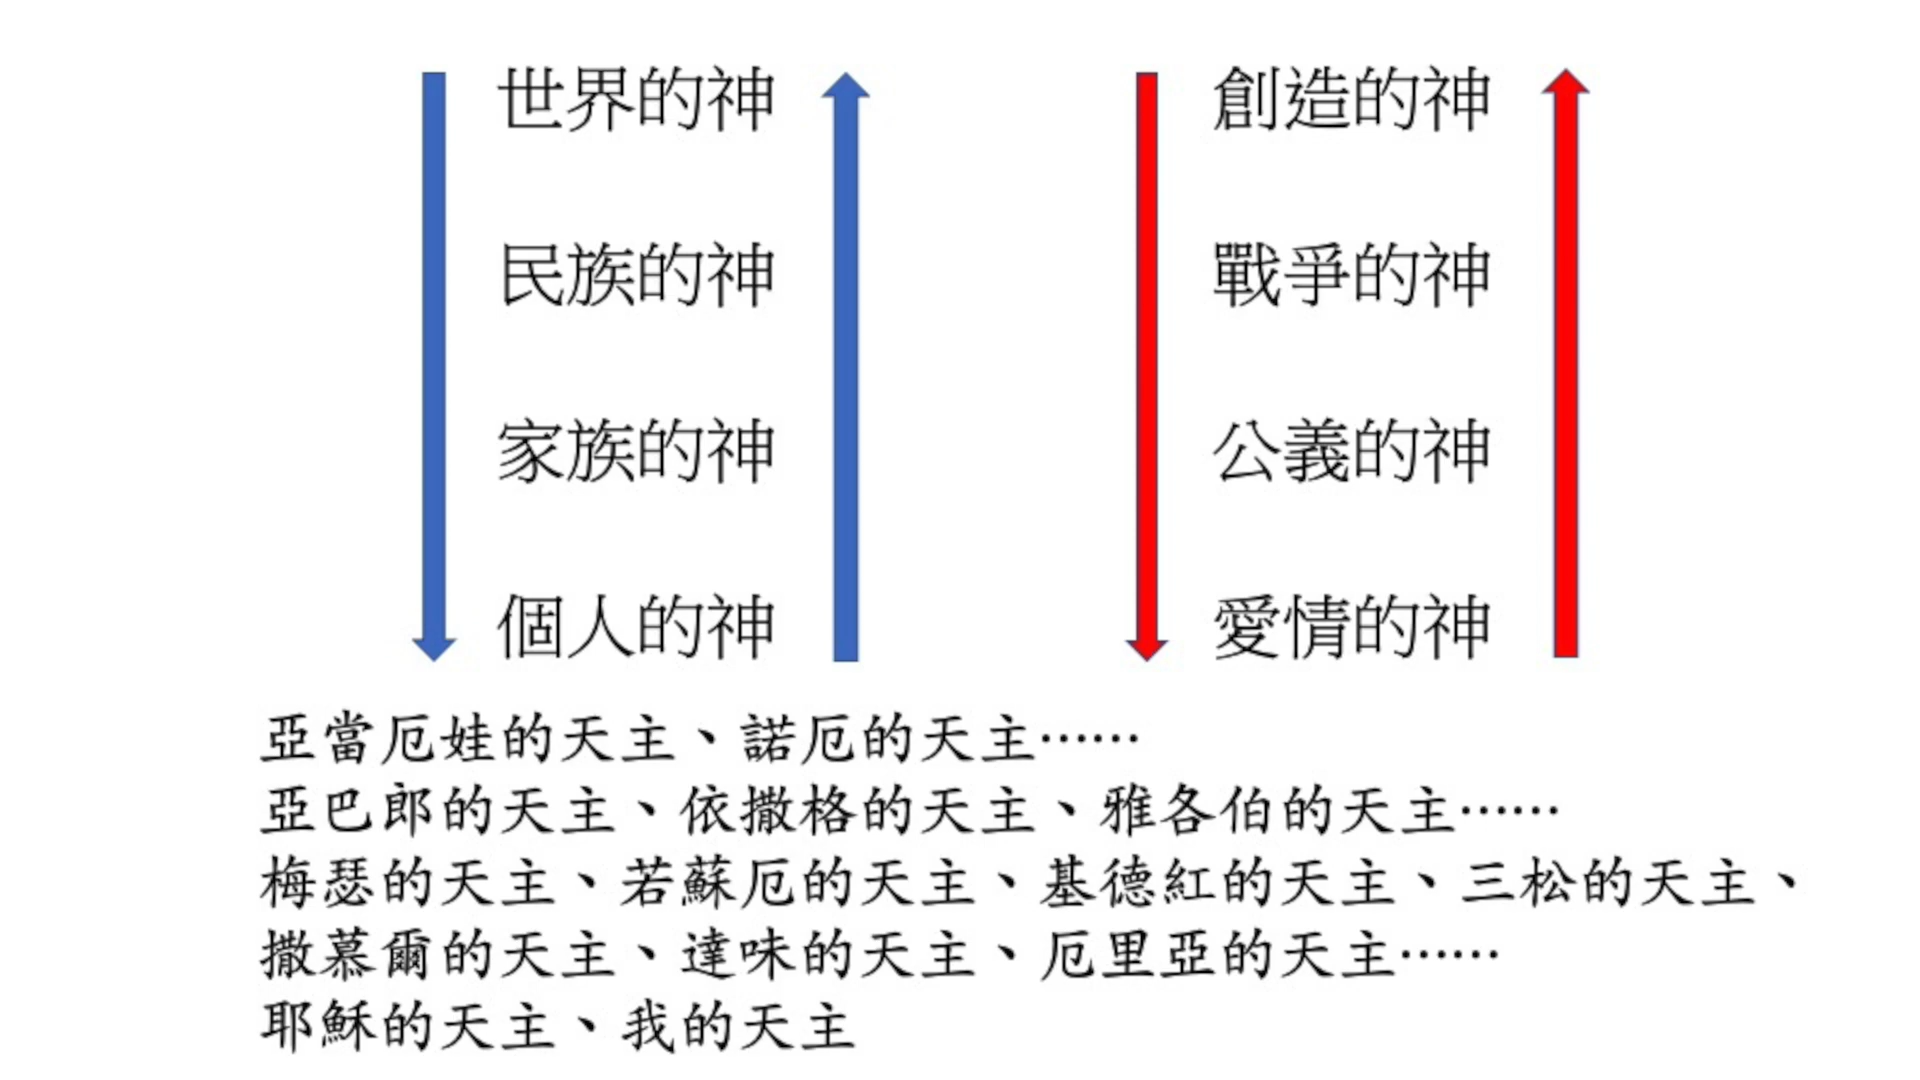 世界的神
民族的神
家族的神
個人的神
創造的神
戰爭的神
公義的神
愛情的神
亞當厄娃的天主、諾厄的天主……
亞巴郎的天主、依撒格的天主、雅各伯的天主……
梅瑟的天主、若蘇厄的天主、基德紅的天主、三松的天主、
撒慕爾的天主、達味的天主、厄里亞的天主……
耶穌的天主、我的天主